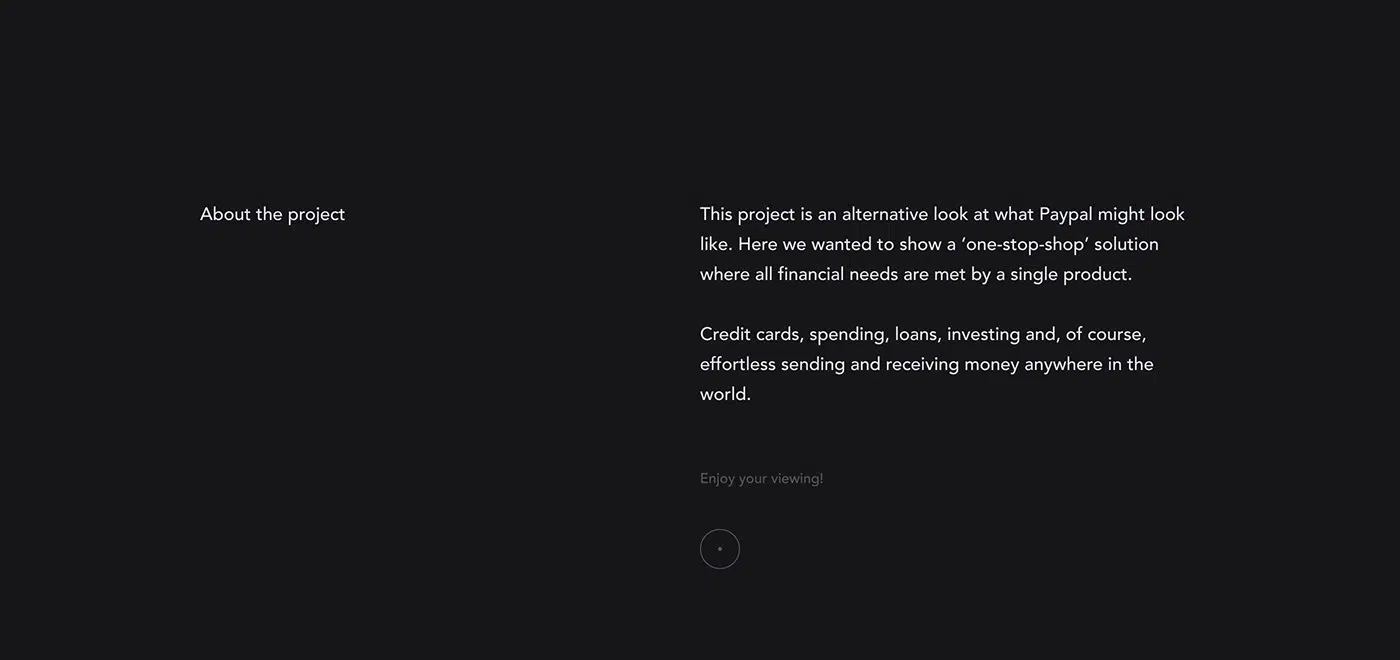 About the project
This project is an alternative look at what Paypal might look
like. Here we wanted to show a ‘one-stop-shop’ solution
where all financial needs are met by a single product.
Credit cards, spending, loans, investing and, of course,
effortless sending and receiving money anywhere in the
world.
Enjoy your viewing!